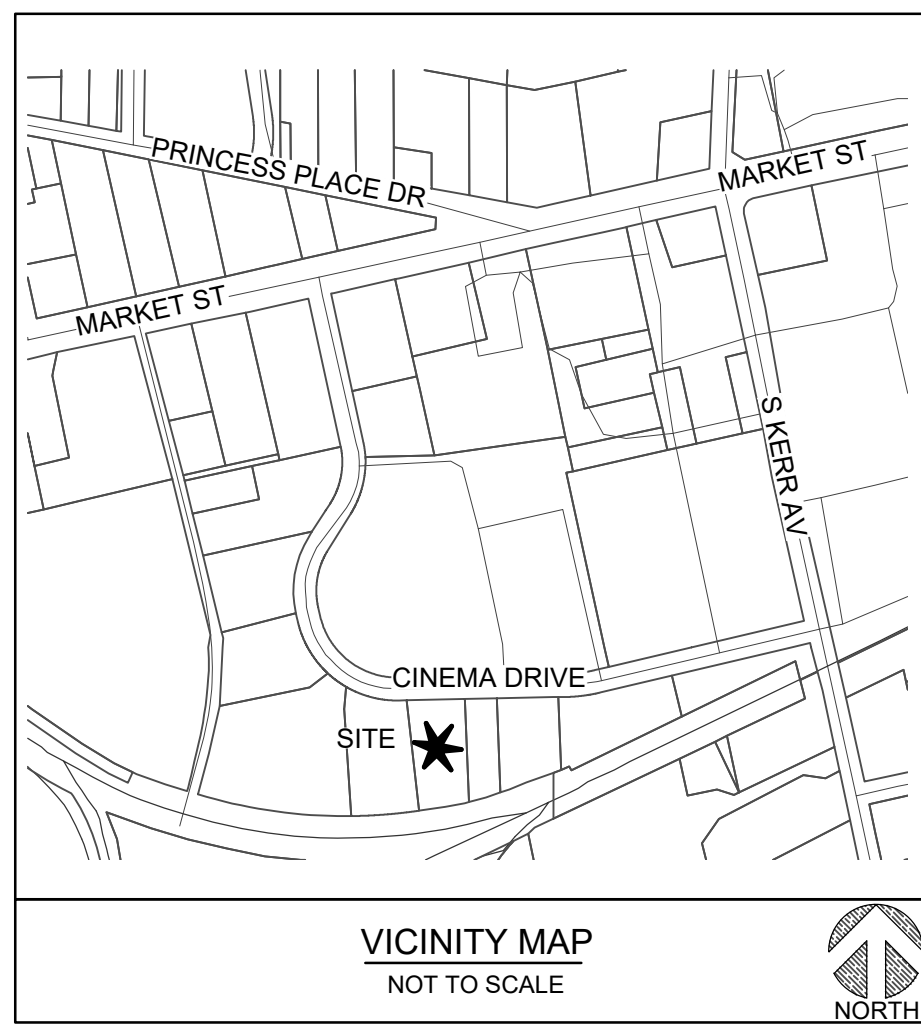 PRINCESS PLACE DR
MARKET ST
MARKET ST
S KERR AV
CINEMA DRIVE
SITE
VICINITY MAP
NOT TO SCALE
NORTH